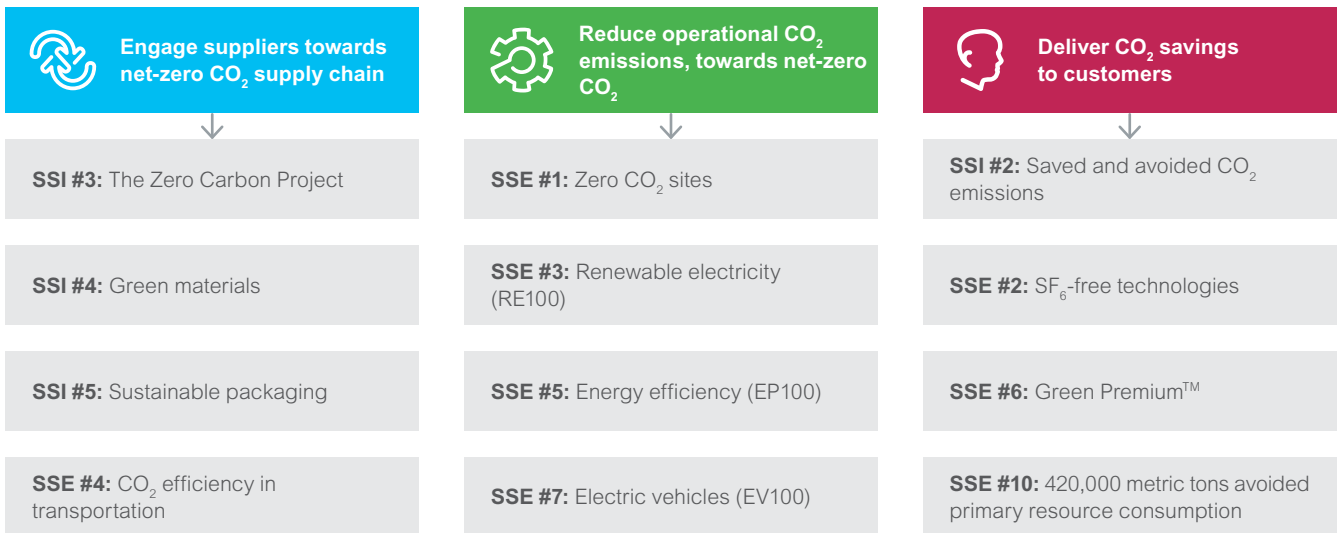 Engage suppliers towards
net-zero CO₂ supply chain
SSI #3: The Zero Carbon Project
SSI #4: Green materials
SSI #5: Sustainable packaging
SSE #4: CO₂ efficiency in
transportation
Reduce operational CO₂
emissions, towards net-zero
CO₂
SSE #1: Zero CO₂ sites
SSE #3: Renewable electricity
(RE100)
SSE #5: Energy efficiency (EP100)
SSE #7: Electric vehicles (EV100)
Deliver CO₂ savings
to customers
SSI #2: Saved and avoided CO₂
emissions
SSE #2: SF₆-free technologies
SSE #6: Green Premium™
SSE #10: 420,000 metric tons avoided
primary resource consumption